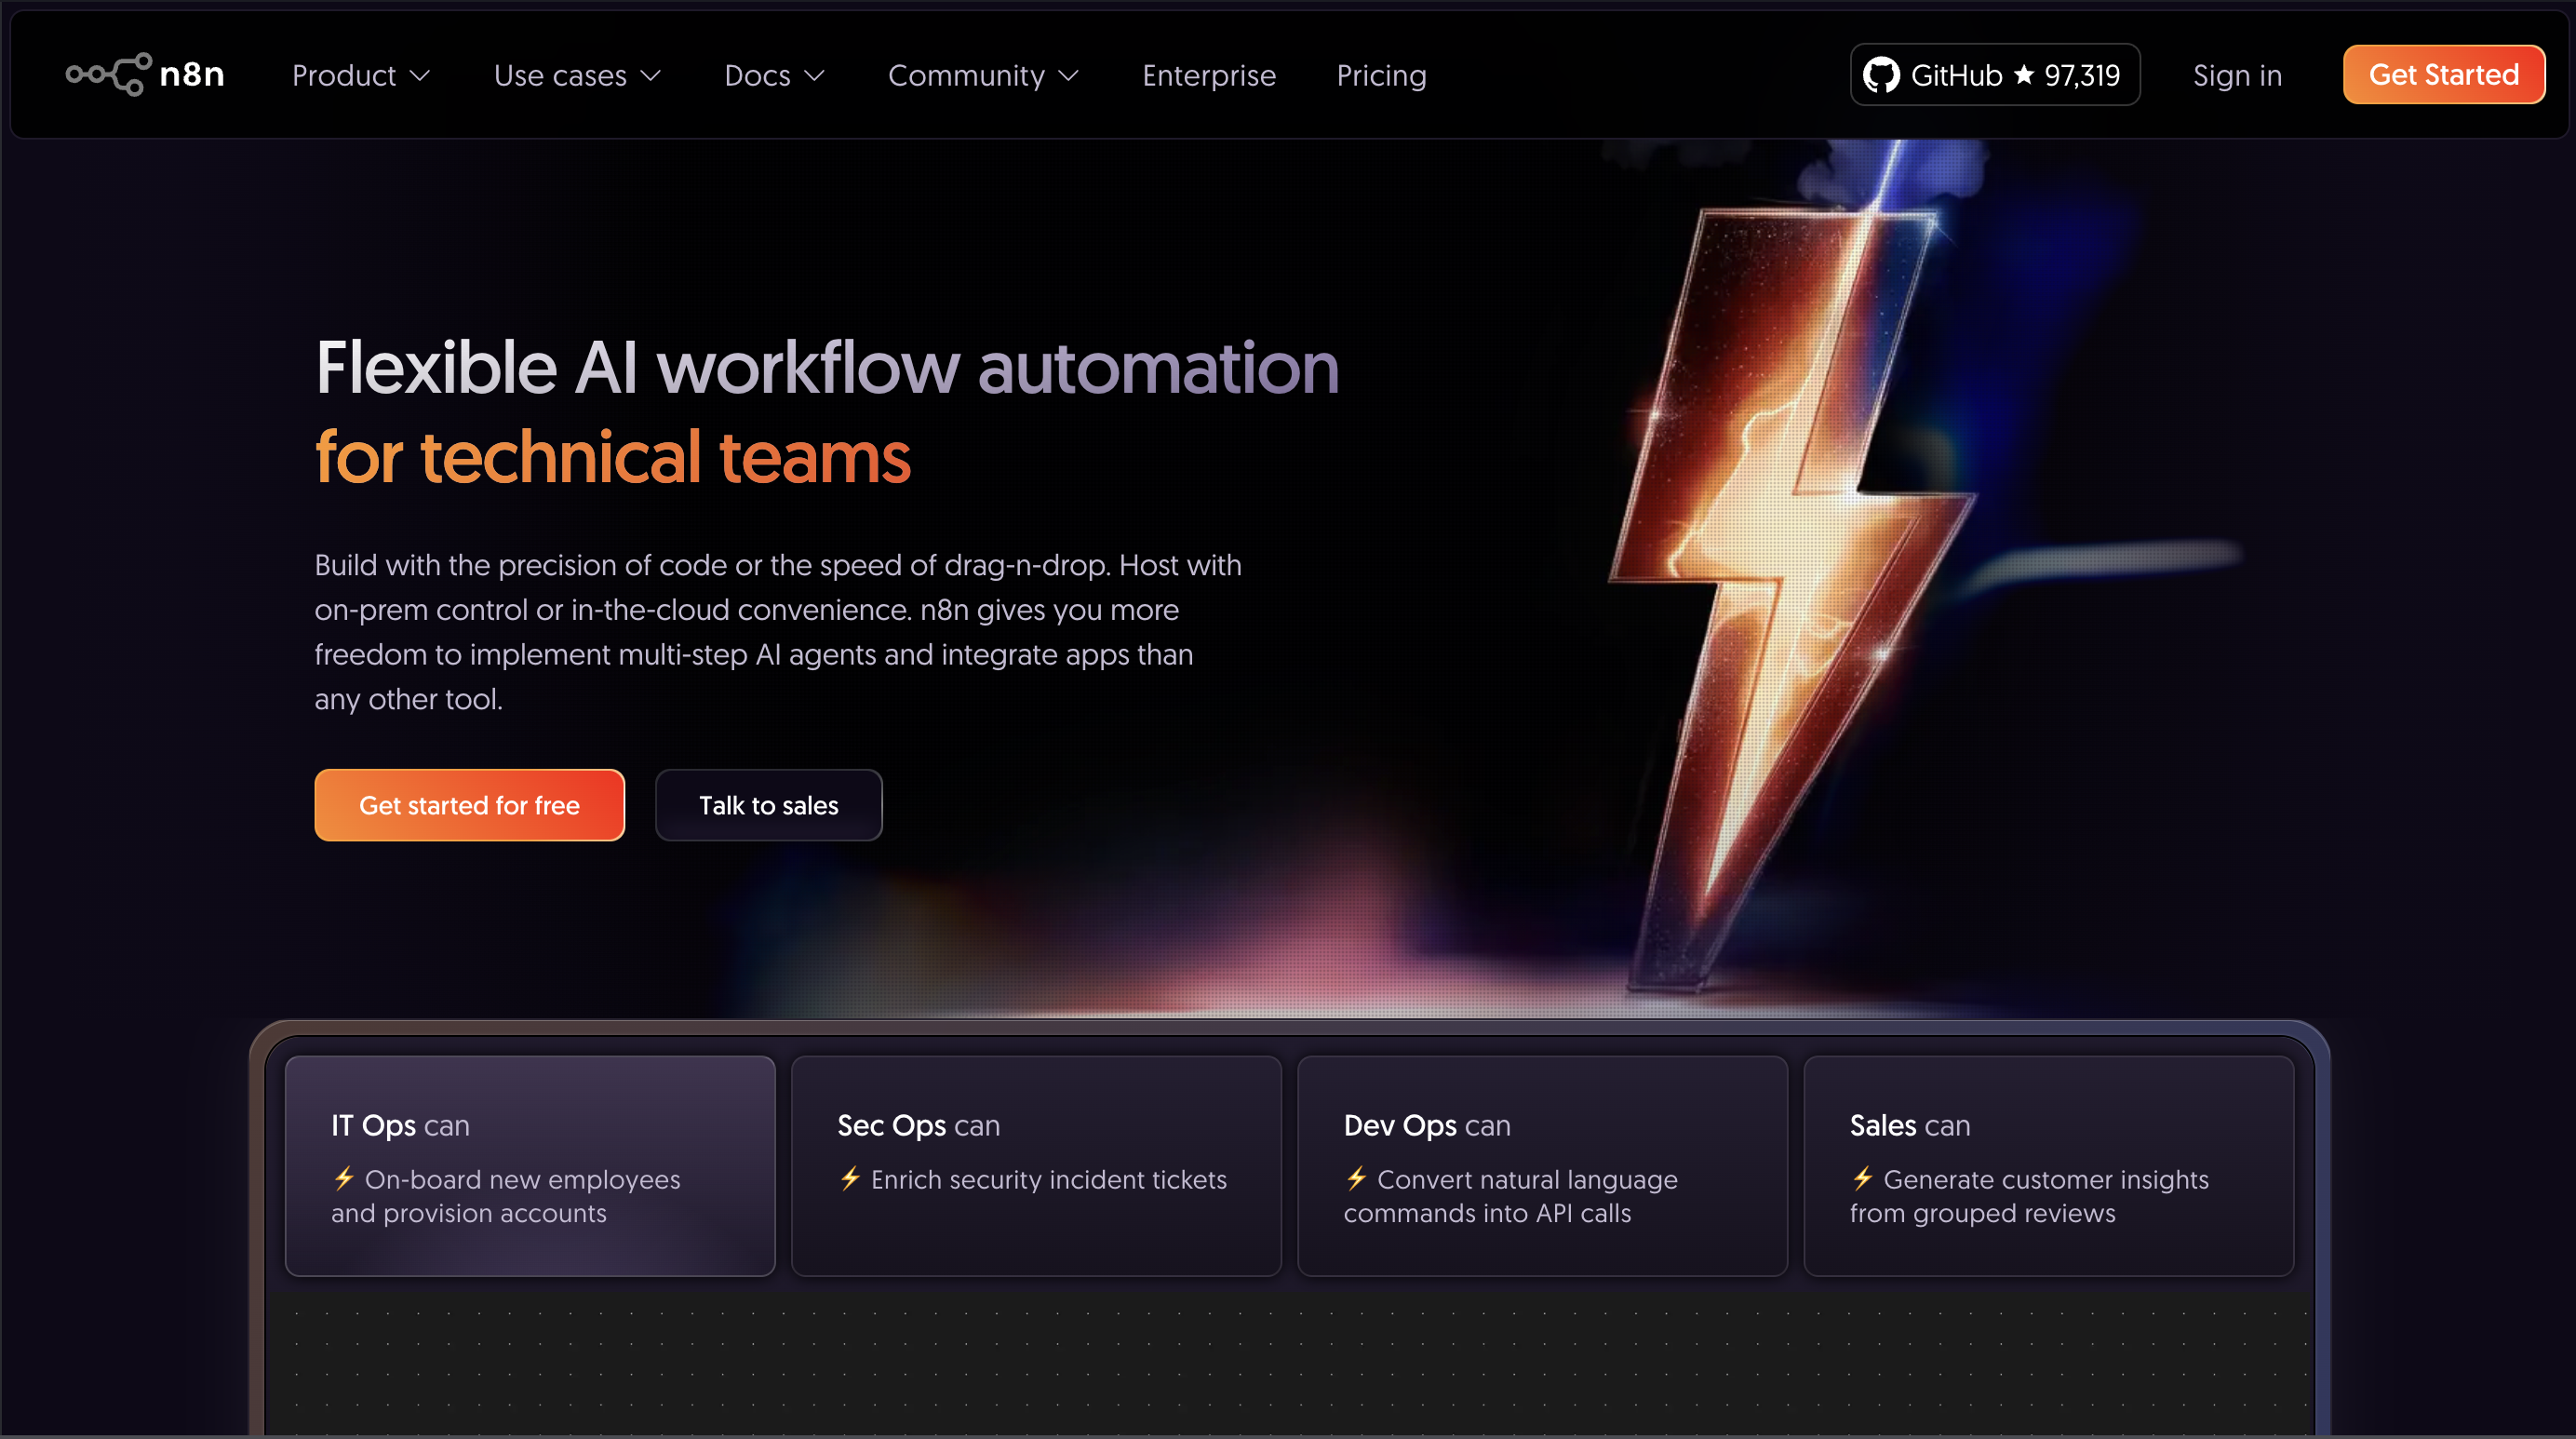 n8n
Product
Use cases
Docs
Community
Enterprise
Pricing
GitHub ★ 97,319
Sign in
Get Started
Flexible AI workflow automation
for technical teams
Build with the precision of code or the speed of drag-n-drop. Host with
on-prem control or in-the-cloud convenience. n8n gives you more
freedom to implement multi-step AI agents and integrate apps than
any other tool.
Get started for free
Talk to sales
IT Ops can
⚡ On-board new employees
and provision accounts
Sec Ops can
⚡ Enrich security incident tickets
Dev Ops can
⚡ Convert natural language
commands into API calls
Sales can
⚡ Generate customer insights
from grouped reviews